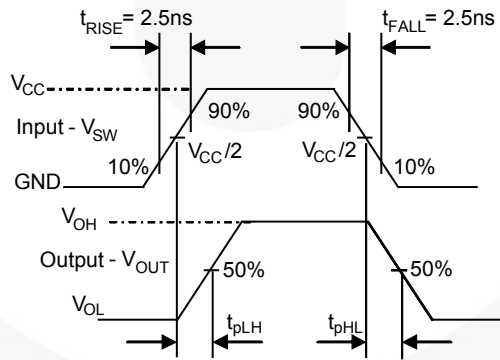 tRISE = 2.5ns tFALL = 2.5ns
VCC
90% 90%
Input - VSW VCC/2 VCC/2
10% 10%
GND
VOH
Output - VOUT 50% 50%
VOL tpLH tpHL